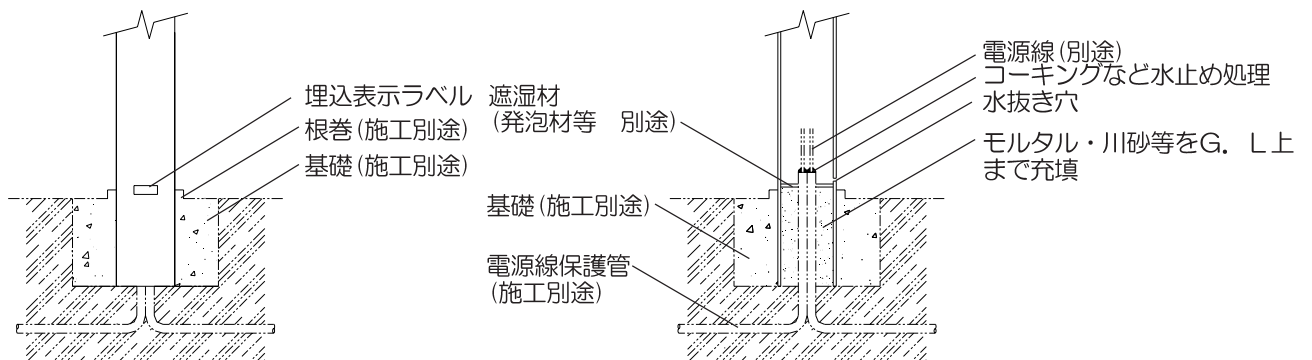 埋込表示ラベル
根巻(施工別途)
基礎(施工別途)
遮湿材
(発泡材等　別途)
基礎(施工別途)
電源線保護管
(施工別途)
電源線(別途)
コーキングなど水止め処理
水抜き穴
モルタル・川砂等をG．L上
まで充填